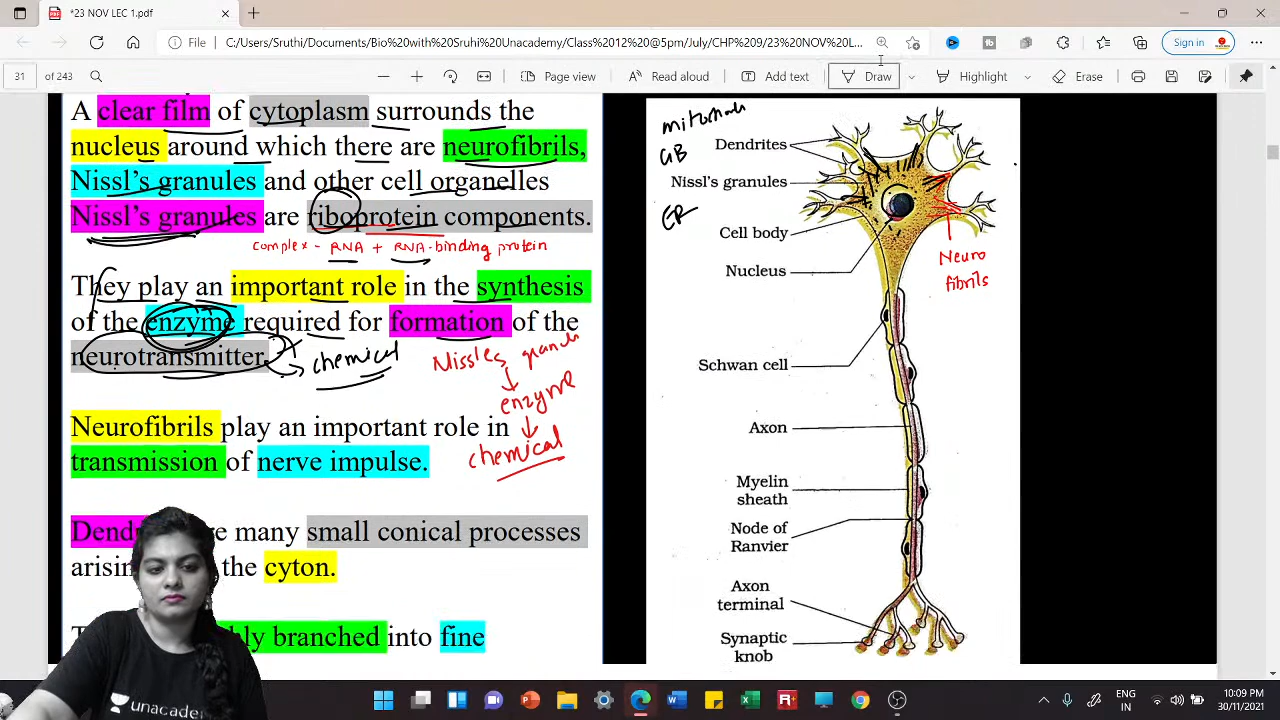 *23 NOV LEC 1.pdf
File
C:/Users/Sruthi/Documents/Bio%20with%20Sruhi%20Unacademy/Class%2012%20@5pm/July/CHP%209/23%20NOV%20L...
Sign in
31 of 243
Page view
Read aloud
Add text
Draw
Highlight
Erase
A clear film of cytoplasm surrounds the
nucleus around which there are neurofibrils,
Nissl's granules and other cell organelles
Nissl's granules are riboprotein components.
complex - RNA + RNA-binding protein
They play an important role in the synthesis
of the enzyme required for formation of the
neurotransmitter.
chemical
Nissles
enzyme
chemical
Neurofibrils play an important role in
transmission of nerve impulse.
many small conical processes
the cyton.
branched into fine
GB
ER
Dendrites
Nissl's granules
Cell body
Nucleus
Neuro
fibrils
Schwan cell
Axon
Myelin
sheath
Node of
Ranvier
Axon
terminal
Synaptic
knob
unacademy
ENG
IN
10:09 PM
30/11/2021